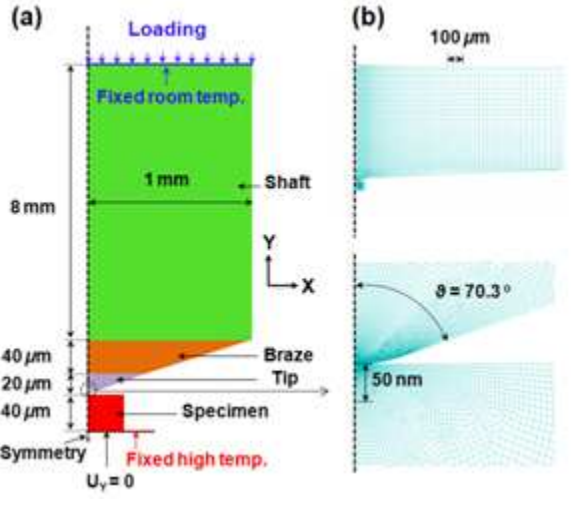 (a)
Loading
Fixed room temp.
1 mm
Shaft
8 mm
Y
X
40 μm
Braze
20 μm
Tip
40 μm
Specimen
Symmetry
Fixed high temp.
UY = 0
(b)
100 μm
ϑ = 70.3 °
50 nm